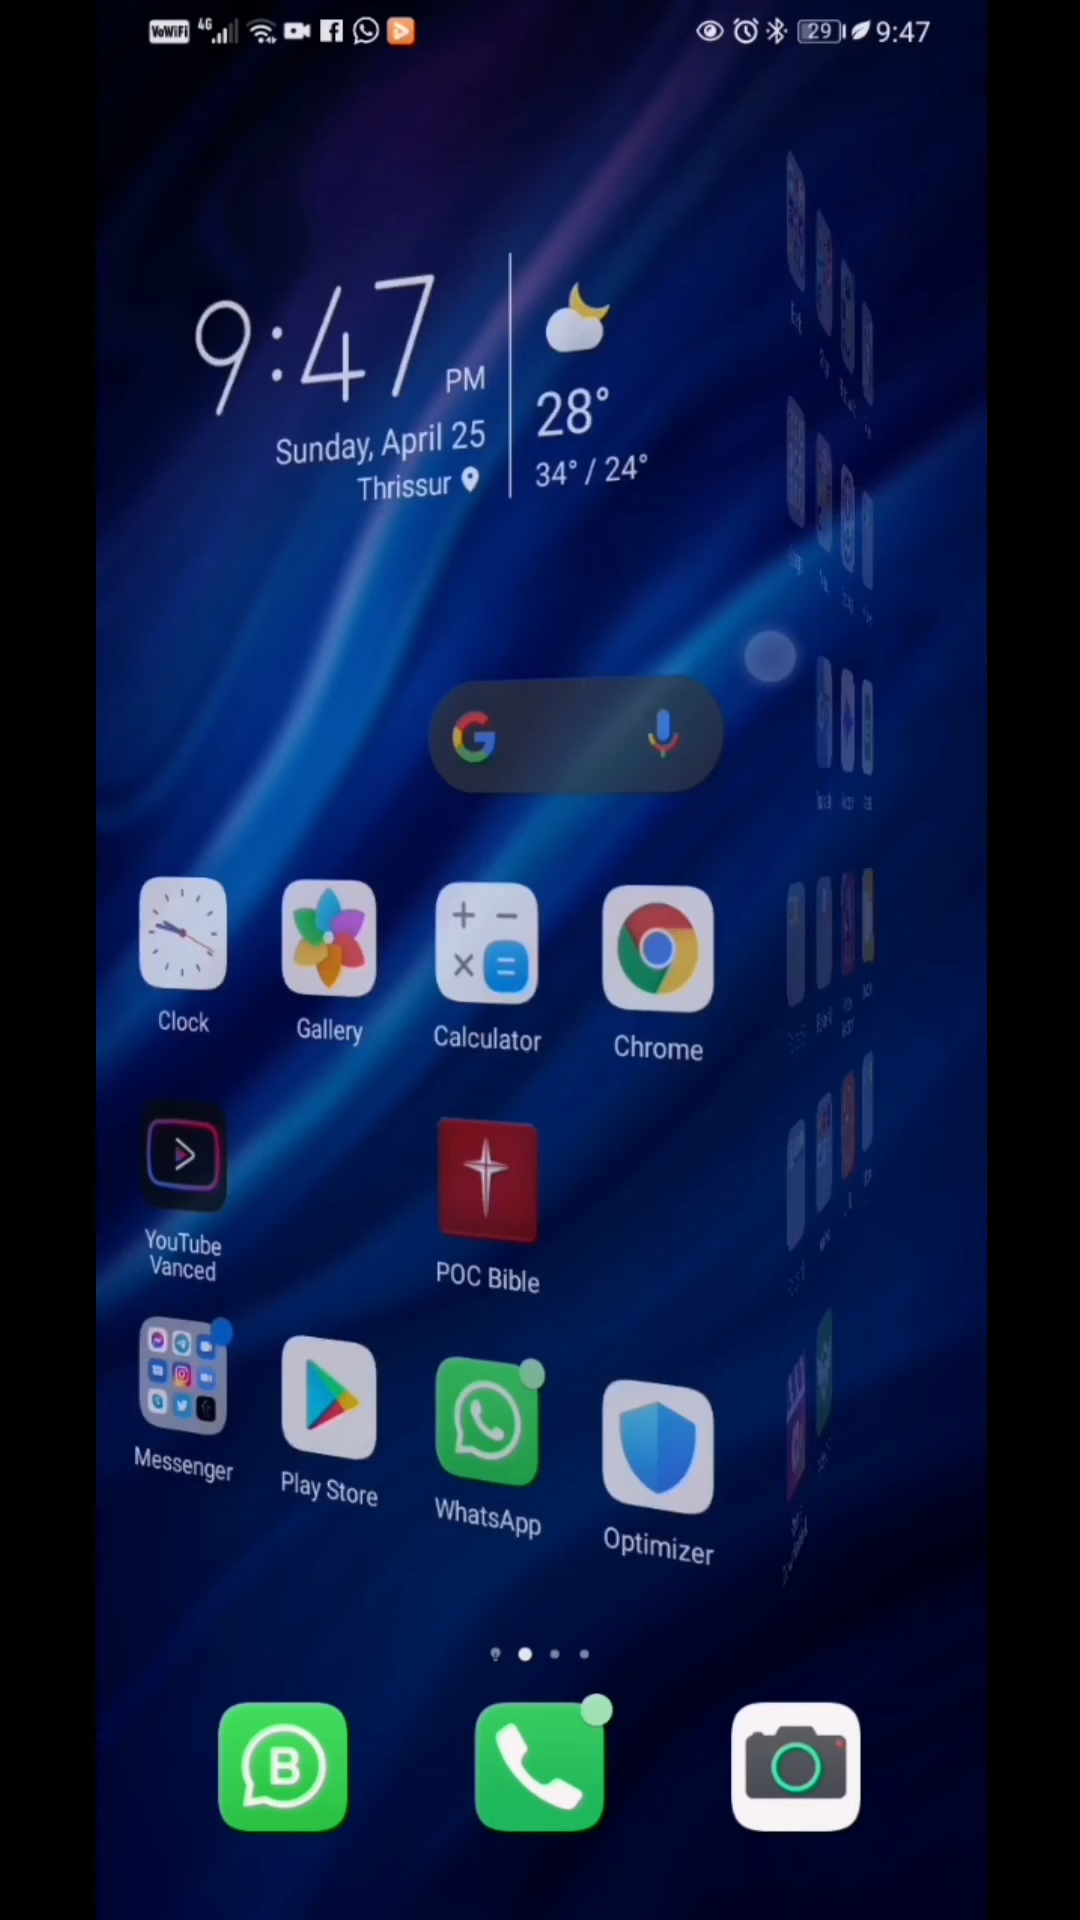 VoWiFi 4G 29 9:47
9:47 PM
Sunday, April 25
Thrissur
28°
34° / 24°
Clock Gallery Calculator Chrome
YouTube Vanced
POC Bible
Messenger Play Store WhatsApp Optimizer
B